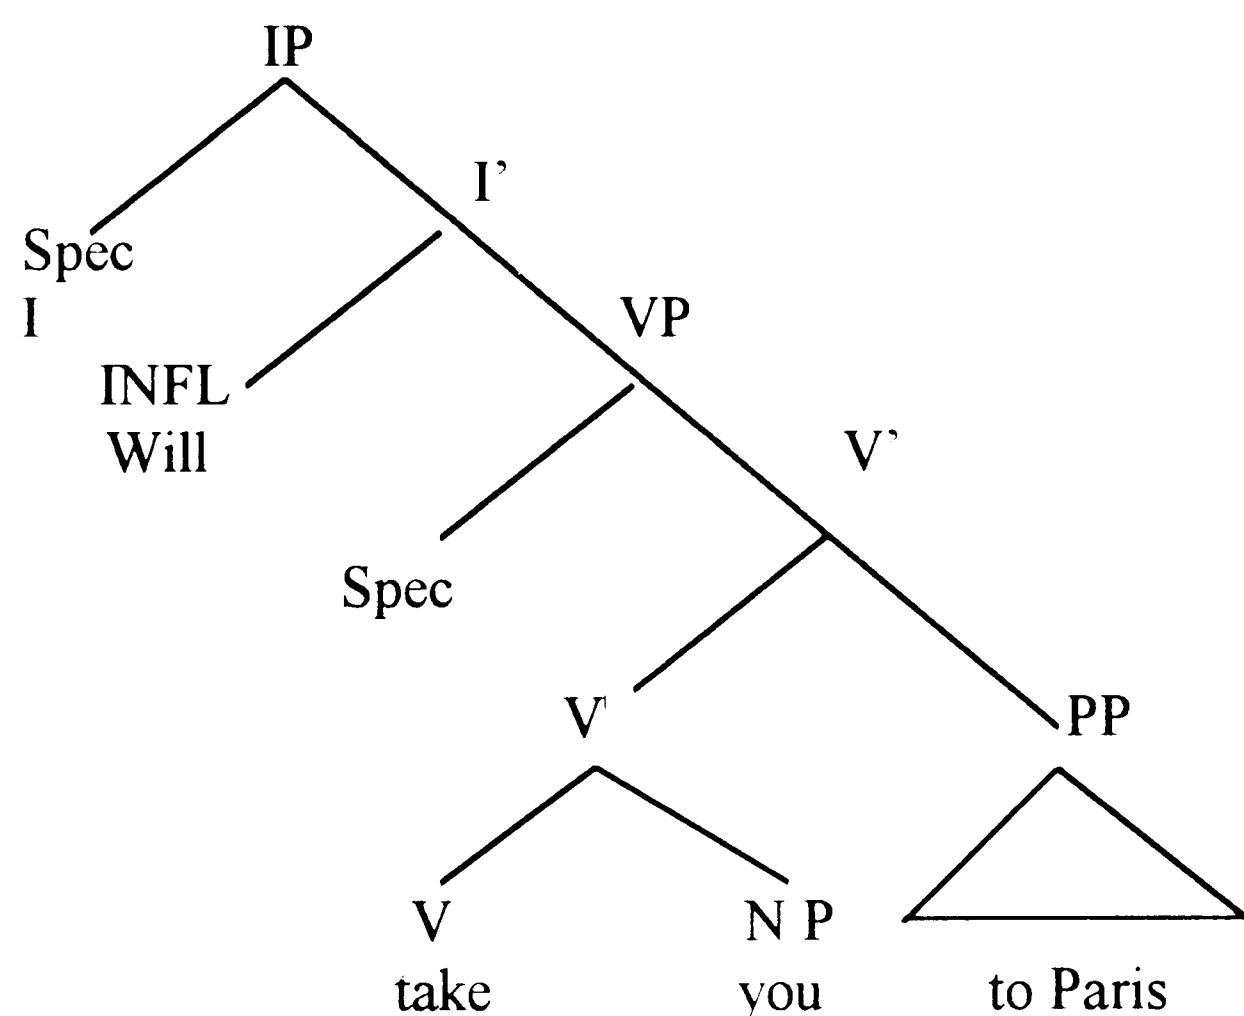 IP
I’
Spec
I
VP
INFL
Will
V’
Spec
V'
PP
V
N P
take
you
to Paris